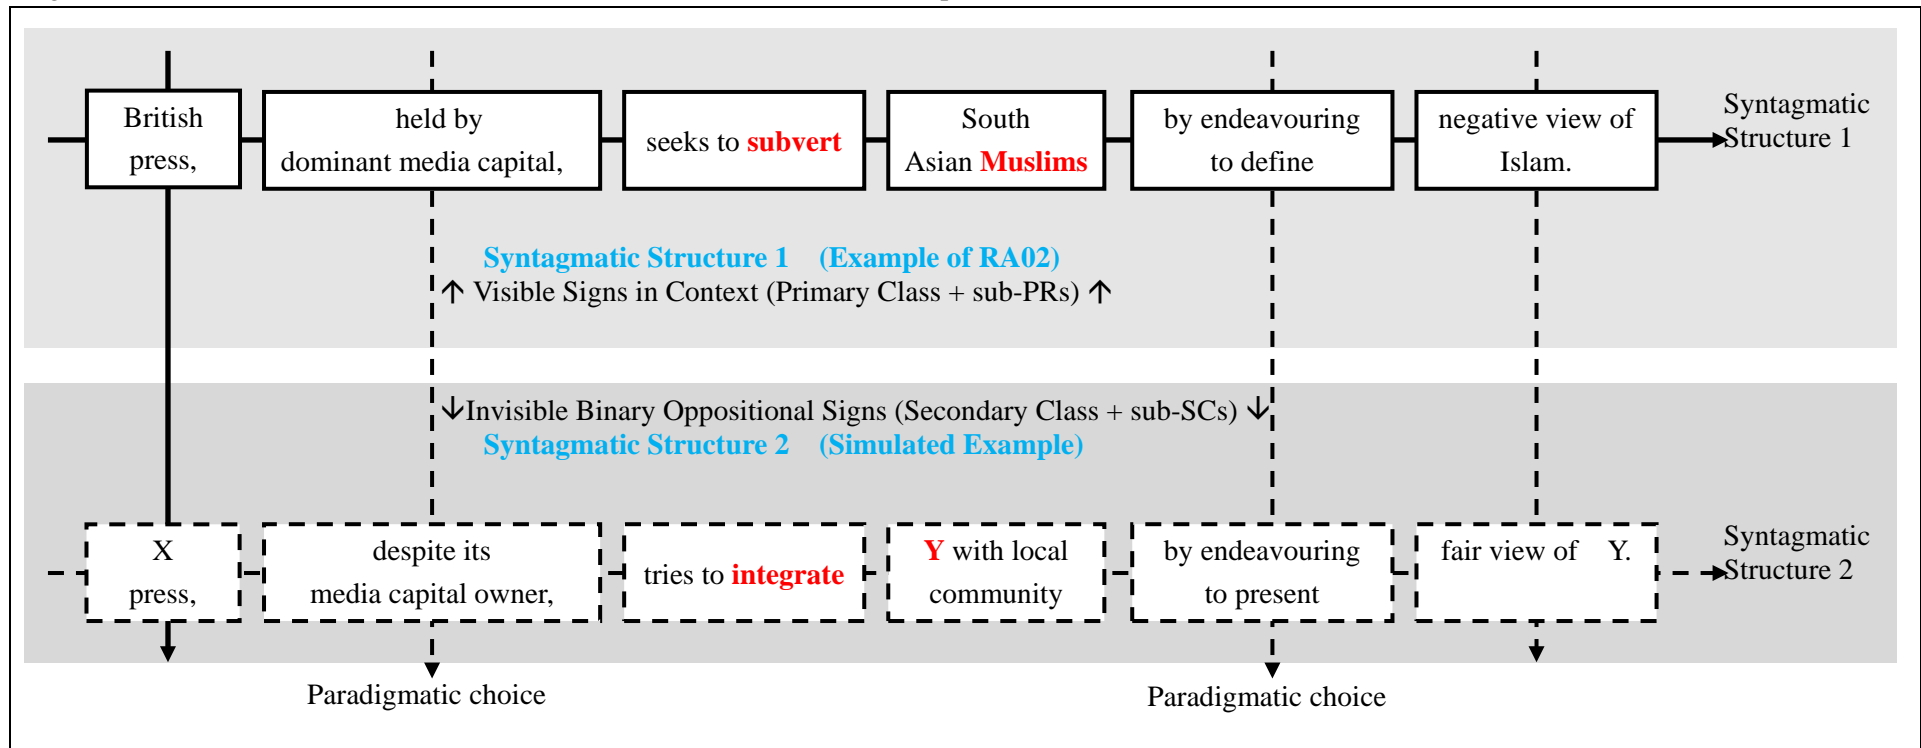 British
press,
held by
dominant media capital,
seeks to subvert
South
Asian Muslims
by endeavouring
to define
negative view of
Islam.
Syntagmatic
Structure 1
Syntagmatic Structure 1 (Example of RA02)
↑ Visible Signs in Context (Primary Class + sub-PRs) ↑
↓Invisible Binary Oppositional Signs (Secondary Class + sub-SCs) ↓
Syntagmatic Structure 2 (Simulated Example)
X
press,
despite its
media capital owner,
tries to integrate
Y with local
community
by endeavouring
to present
fair view of Y.
Syntagmatic
Structure 2
Paradigmatic choice
Paradigmatic choice